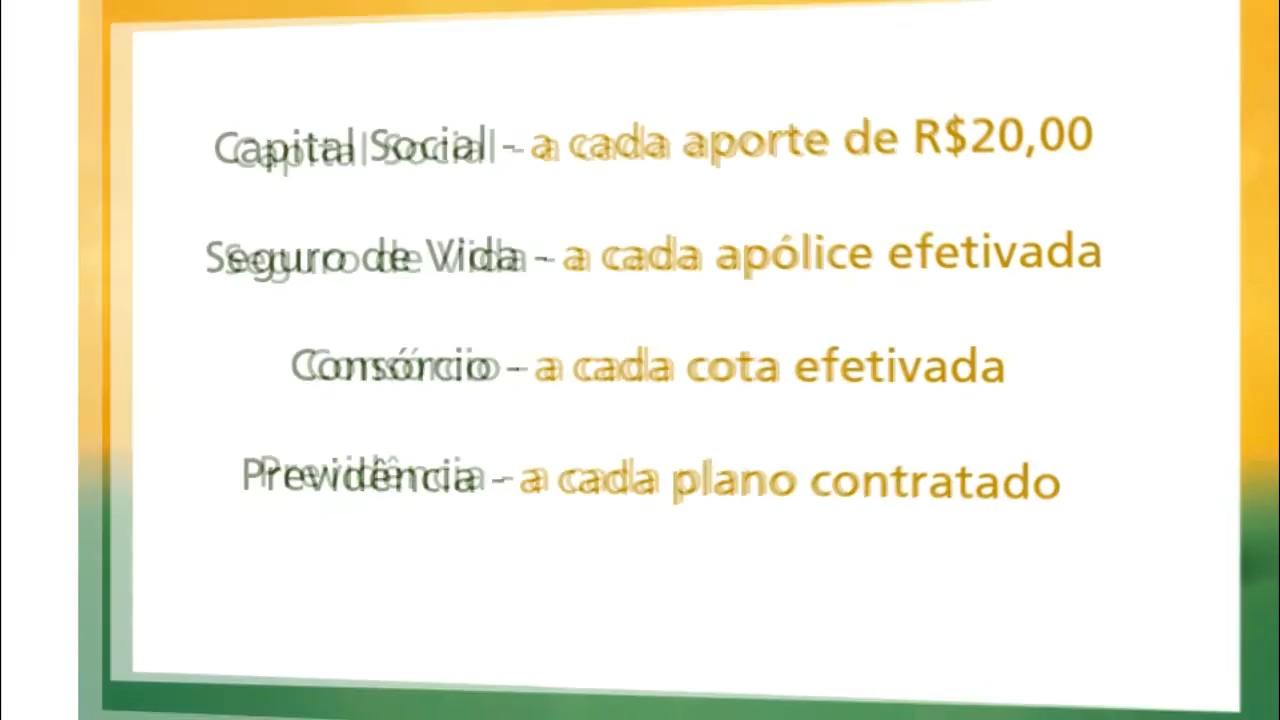 Capital Social - a cada aporte de R$20,00
Seguro de Vida - a cada apólice efetivada
Consórcio - a cada cota efetivada
Previdência - a cada plano contratado